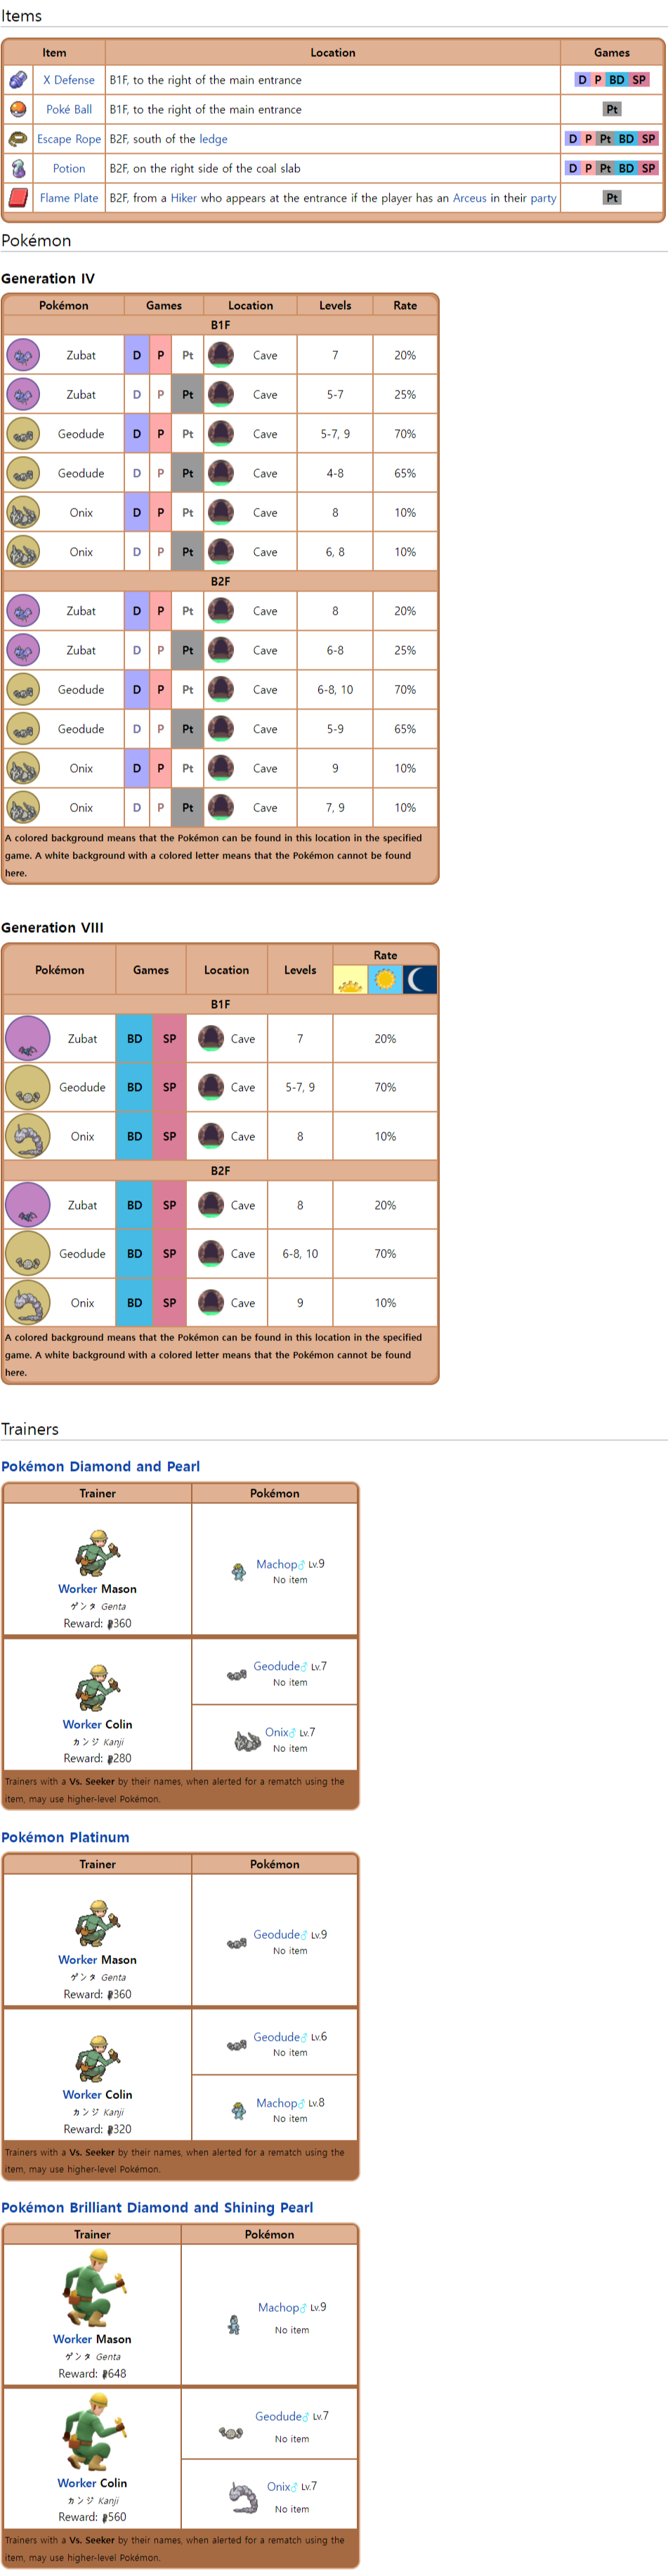 Items
Item Location Games
X Defense B1F, to the right of the main entrance D P BD SP
Poké Ball B1F, to the right of the main entrance Pt
Escape Rope B2F, south of the ledge D P Pt BD SP
Potion B2F, on the right side of the coal slab D P Pt BD SP
Flame Plate B2F, from a Hiker who appears at the entrance if the player has an Arceus in their party Pt
Pokémon
Generation IV
Pokémon Games Location Levels Rate
B1F
Zubat D P Pt Cave 7 20%
Zubat D P Pt Cave 5-7 25%
Geodude D P Pt Cave 5-7, 9 70%
Geodude D P Pt Cave 4-8 65%
Onix D P Pt Cave 8 10%
Onix D P Pt Cave 6, 8 10%
B2F
Zubat D P Pt Cave 8 20%
Zubat D P Pt Cave 6-8 25%
Geodude D P Pt Cave 6-8, 10 70%
Geodude D P Pt Cave 5-9 65%
Onix D P Pt Cave 9 10%
Onix D P Pt Cave 7, 9 10%
A colored background means that the Pokémon can be found in this location in the specified
game. A white background with a colored letter means that the Pokémon cannot be found
here.
Generation VIII
Pokémon Games Location Levels Rate
B1F
Zubat BD SP Cave 7 20%
Geodude BD SP Cave 5-7, 9 70%
Onix BD SP Cave 8 10%
B2F
Zubat BD SP Cave 8 20%
Geodude BD SP Cave 6-8, 10 70%
Onix BD SP Cave 9 10%
A colored background means that the Pokémon can be found in this location in the specified
game. A white background with a colored letter means that the Pokémon cannot be found
here.
Trainers
Pokémon Diamond and Pearl
Trainer Pokémon
Worker Mason
ゲンタ Genta
Reward: 360
Machop♂ Lv.9
No item
Worker Colin
カンジ Kanji
Reward: 280
Geodude♂ Lv.7
No item
Onix♂ Lv.7
No item
Trainers with a Vs. Seeker by their names, when alerted for a rematch using the
item, may use higher-level Pokémon.
Pokémon Platinum
Trainer Pokémon
Worker Mason
ゲンタ Genta
Reward: 360
Geodude♂ Lv.9
No item
Worker Colin
カンジ Kanji
Reward: 320
Geodude♂ Lv.6
No item
Machop♂ Lv.8
No item
Trainers with a Vs. Seeker by their names, when alerted for a rematch using the
item, may use higher-level Pokémon.
Pokémon Brilliant Diamond and Shining Pearl
Trainer Pokémon
Worker Mason
ゲンタ Genta
Reward: 648
Machop♂ Lv.9
No item
Worker Colin
カンジ Kanji
Reward: 560
Geodude♂ Lv.7
No item
Onix♂ Lv.7
No item
Trainers with a Vs. Seeker by their names, when alerted for a rematch using the
item, may use higher-level Pokémon.